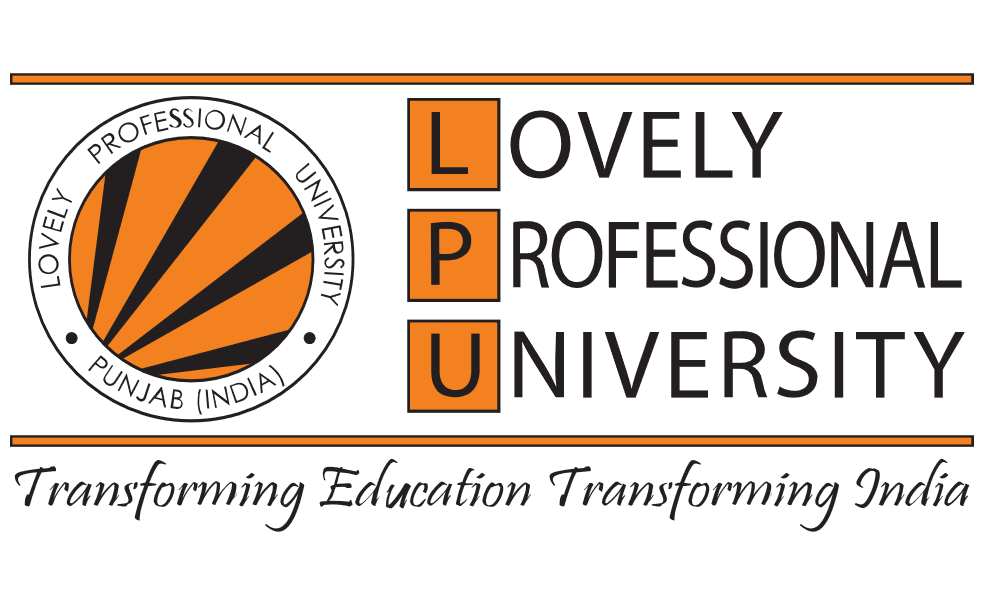 LOVELY PROFESSIONAL UNIVERSITY
• PUNJAB (INDIA) •
LOVELY
PROFESSIONAL
UNIVERSITY
Transforming Education Transforming India